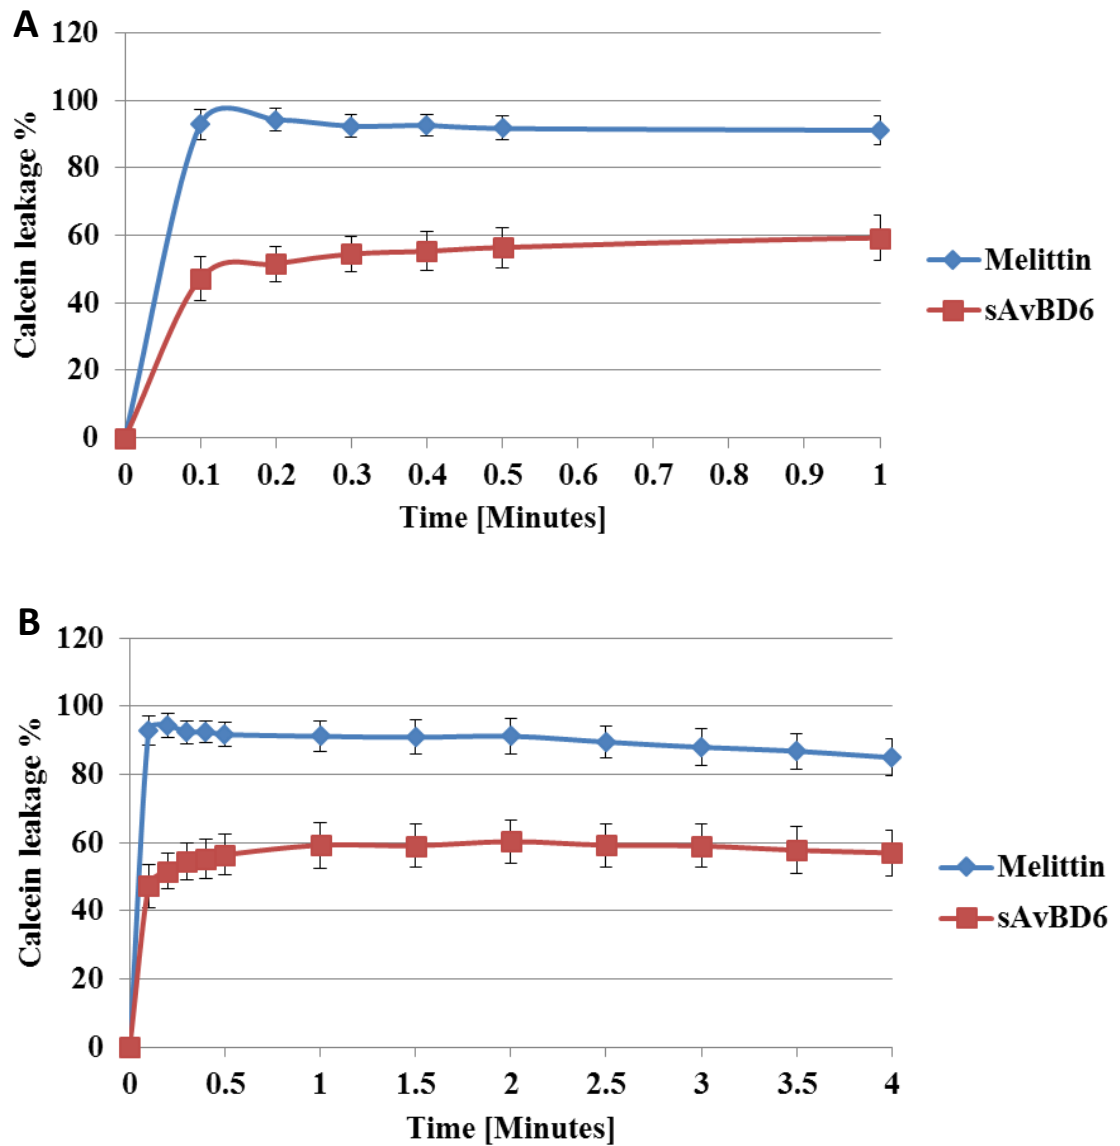 A
120
100
80
60
40
20
0
Calcein leakage %
0 0.1 0.2 0.3 0.4 0.5 0.6 0.7 0.8 0.9 1
Time [Minutes]
Melittin
sAvBD6
B
120
100
80
60
40
20
0
Calcein leakage %
0 0.5 1 1.5 2 2.5 3 3.5 4
Time [Minutes]
Melittin
sAvBD6